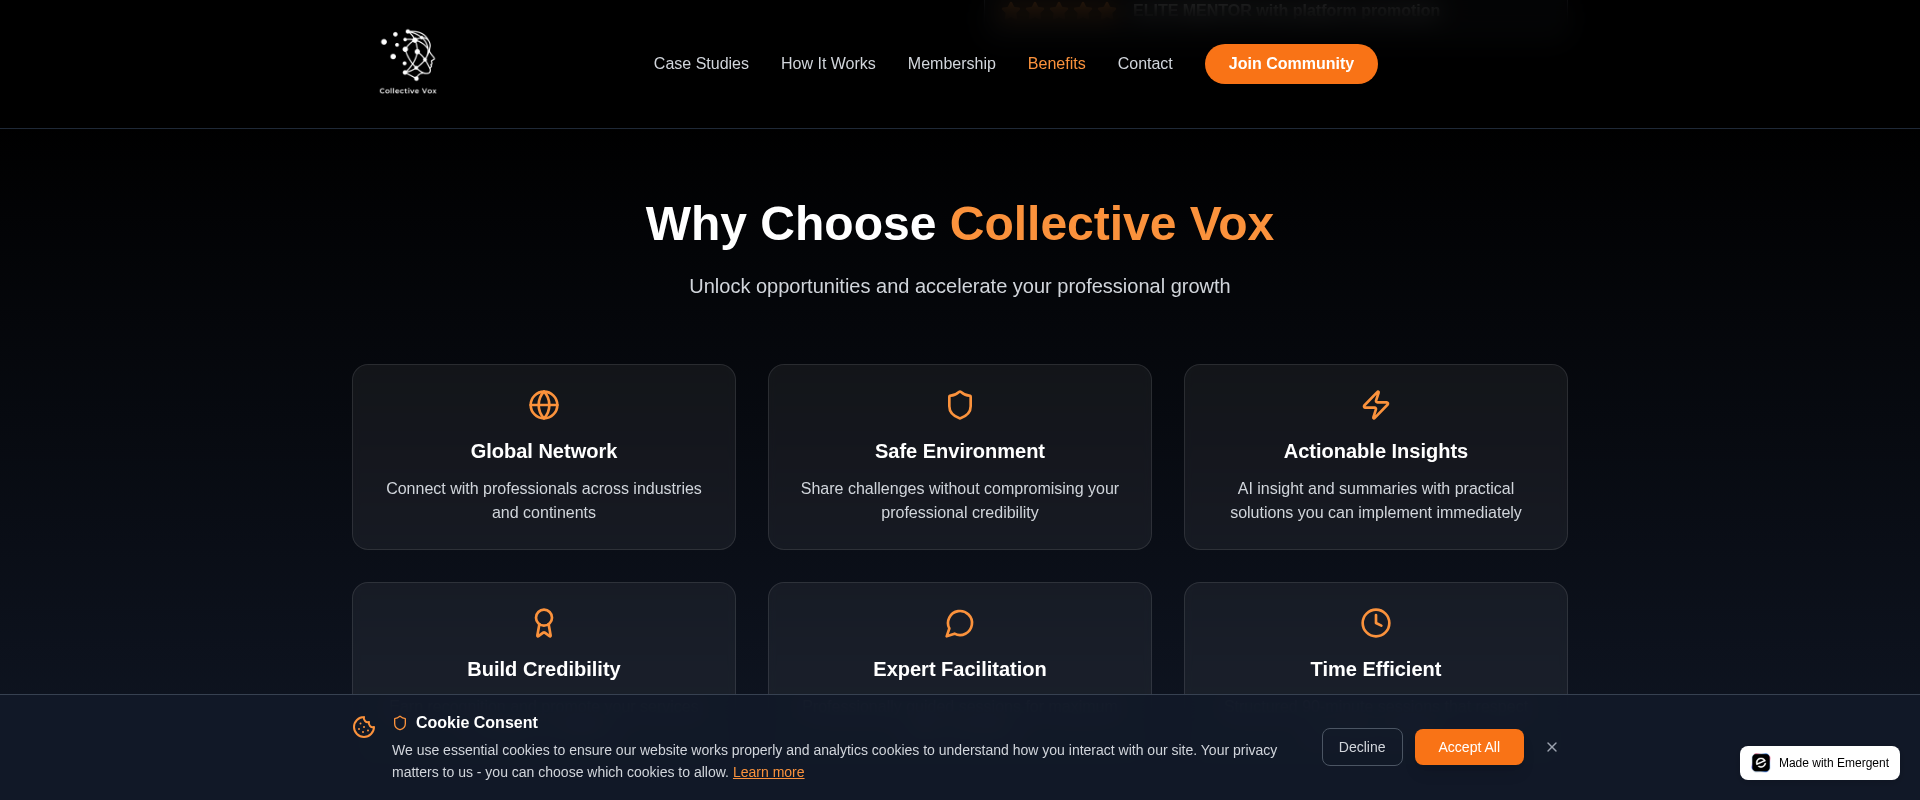 ELITE MENTOR with platform promotion
Collective Vox
Case Studies
How It Works
Membership
Benefits
Contact
Join Community
Why Choose Collective Vox
Unlock opportunities and accelerate your professional growth
Global Network
Connect with professionals across industries
and continents
Safe Environment
Share challenges without compromising your
professional credibility
Actionable Insights
AI insight and summaries with practical
solutions you can implement immediately
Build Credibility
Expert Facilitation
Time Efficient
Cookie Consent
We use essential cookies to ensure our website works properly and analytics cookies to understand how you interact with our site. Your privacy
matters to us - you can choose which cookies to allow. Learn more
Decline
Accept All
Made with Emergent